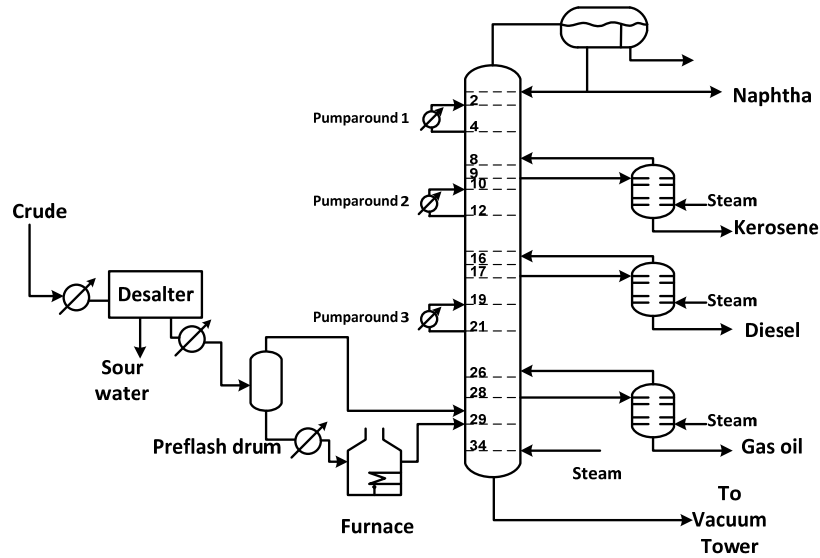 Naphtha
2
Pumparound 1
4
8
9
10
Steam
Pumparound 2
Kerosene
Crude
12
16
17
Desalter
19
Steam
Pumparound 3
21
Diesel
Sour
water
26
28
29
Steam
Preflash drum
34
Gas oil
Steam
Furnace
To
Vacuum
Tower